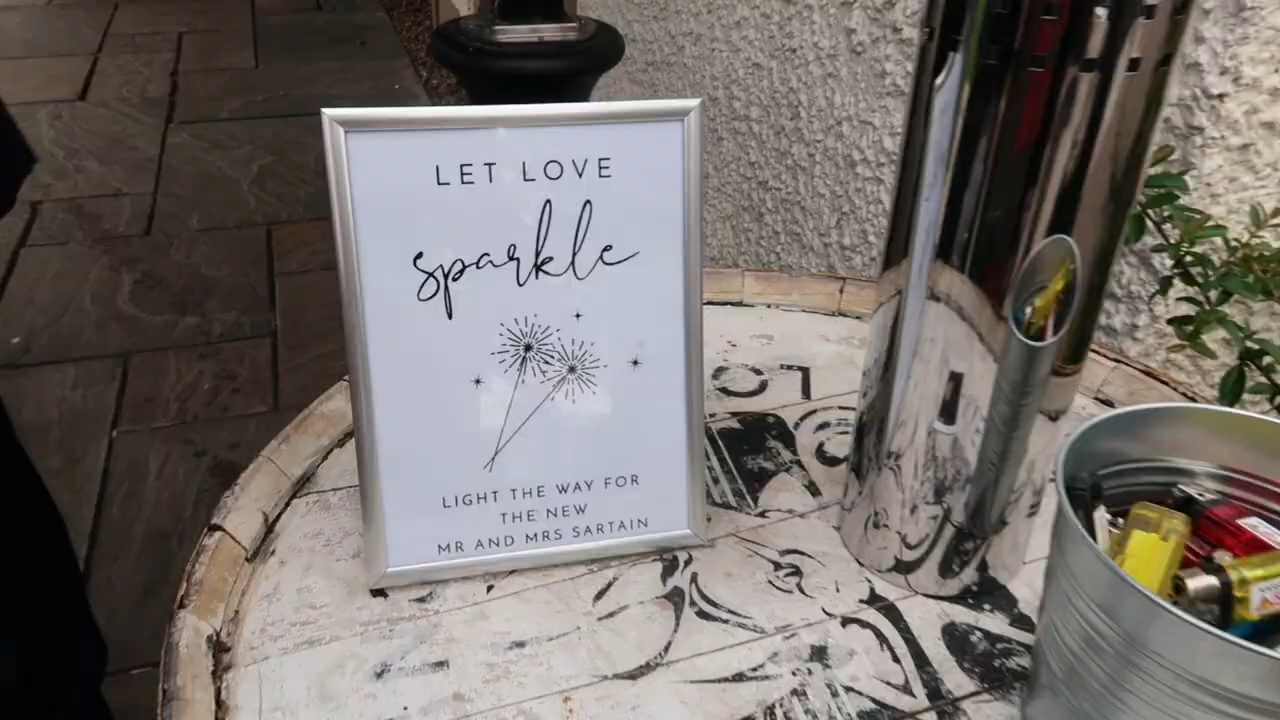 LET LOVE
sparkle
LIGHT THE WAY FOR
THE NEW
MR AND MRS SARTAIN